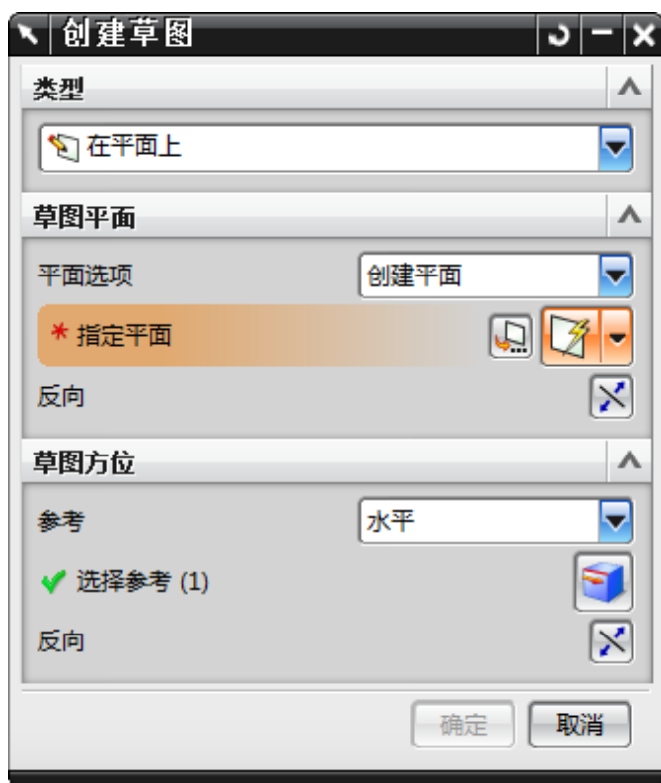 创建草图
类型
在平面上
草图平面
平面选项 创建平面
* 指定平面
反向
草图方位
参考 水平
选择参考 (1)
反向
确定 取消